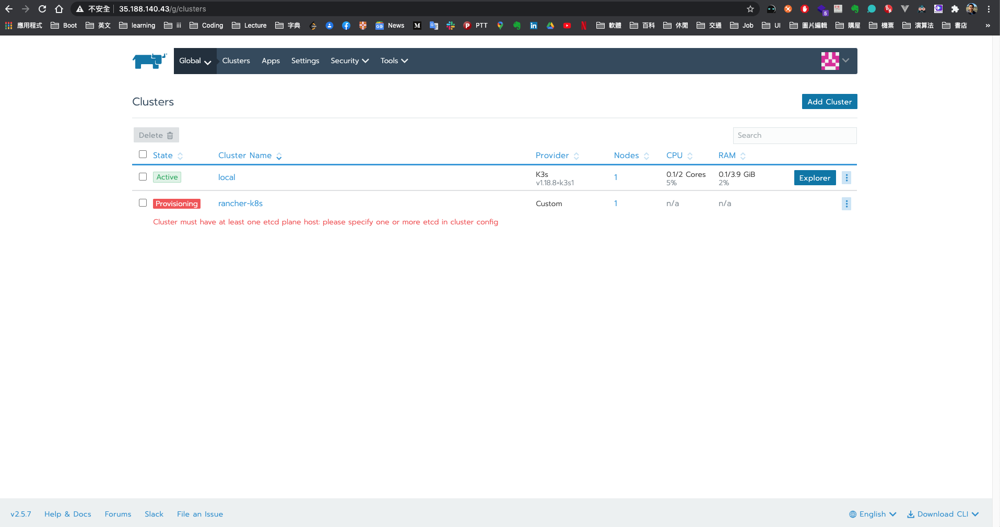 不安全 35.188.140.43/g/clusters
5
應用程式 Boot 英文 learning iii Coding Lecture 字典 News M PTT 軟體 百科 休閒 交通 Job UI 圖片編輯 購屋 機票 演算法 書店 »
Global Clusters Apps Settings Security Tools
Clusters
Add Cluster
Delete
Search
State Cluster Name Provider Nodes CPU RAM
Active local K3s 1 0.1/2 Cores 0.1/3.9 GiB Explorer
v1.18.8+k3s1 5% 2%
Provisioning rancher-k8s Custom 1 n/a n/a
Cluster must have at least one etcd plane host: please specify one or more etcd in cluster config
v2.5.7 Help & Docs Forums Slack File an Issue English Download CLI